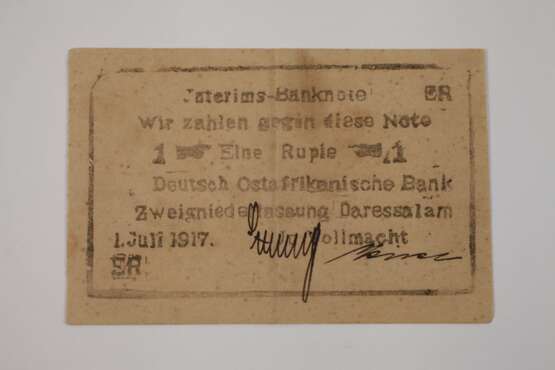 Interims-Banknote ER
Wir zahlen gegen diese Note
1 Eine Rupie 1
Deutsch Ostafrikanische Bank
Zweigniederlassung Daressalam
1. Juli 1917. Vollmacht
ER